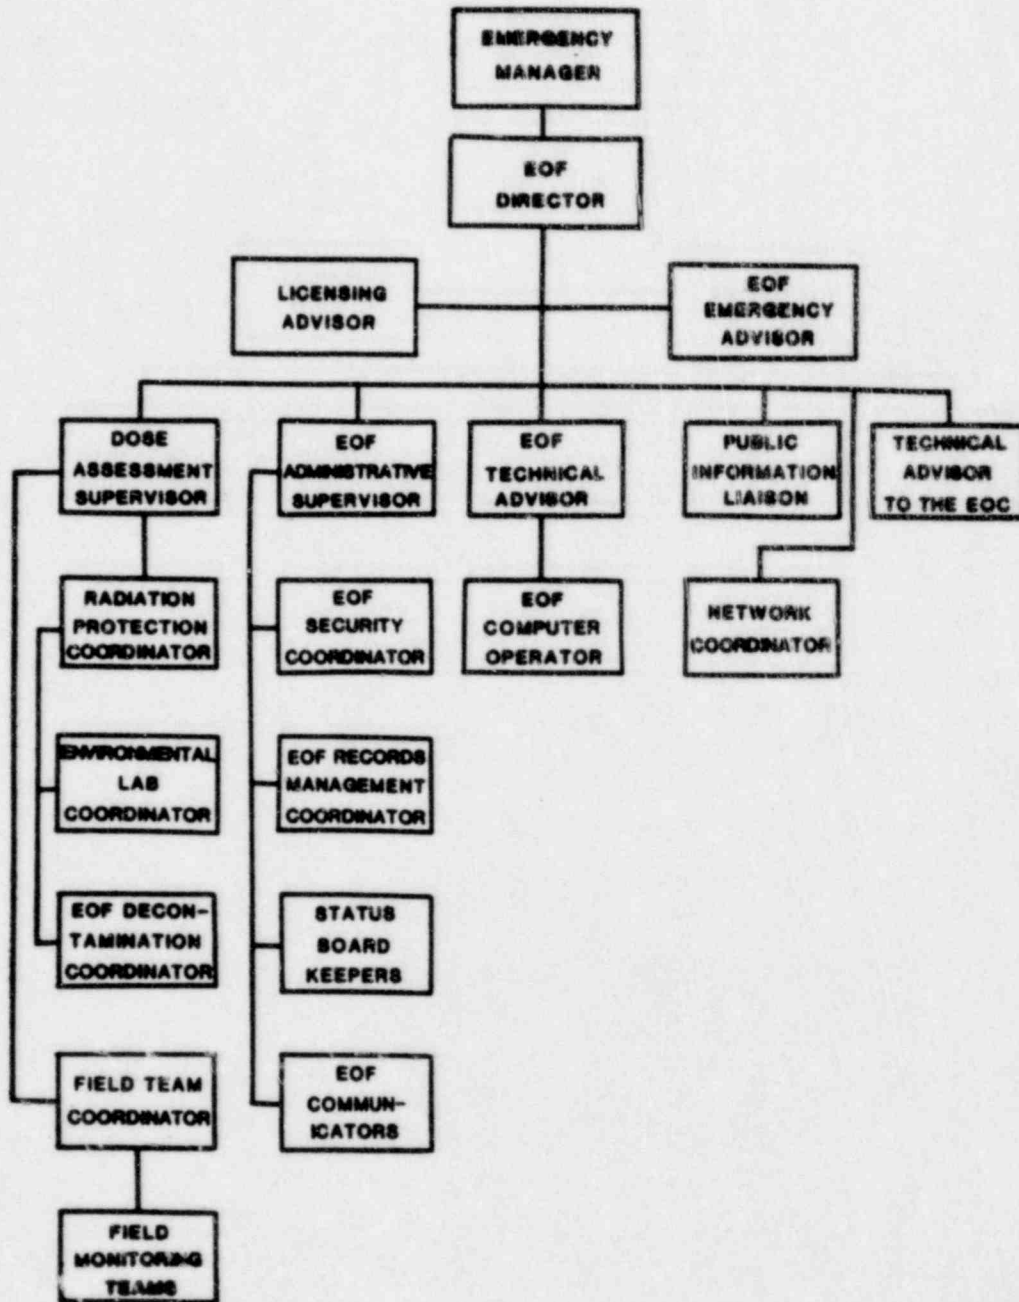 EMERGENCY
MANAGER
EOF
DIRECTOR
LICENSING
ADVISOR
EOF
EMERGENCY
ADVISOR
DOSE
ASSESSMENT
SUPERVISOR
EOF
ADMINISTRATIVE
SUPERVISOR
EOF
TECHNICAL
ADVISOR
PUBLIC
INFORMATION
LIAISON
TECHNICAL
ADVISOR
TO THE EOC
RADIATION
PROTECTION
COORDINATOR
EOF
SECURITY
COORDINATOR
EOF
COMPUTER
OPERATOR
NETWORK
COORDINATOR
ENVIRONMENTAL
LAB
COORDINATOR
EOF RECORDS
MANAGEMENT
COORDINATOR
EOF DECON-
TAMINATION
COORDINATOR
STATUS
BOARD
KEEPERS
FIELD TEAM
COORDINATOR
EOF
COMMUN-
ICATORS
FIELD
MONITORING
TEAMS